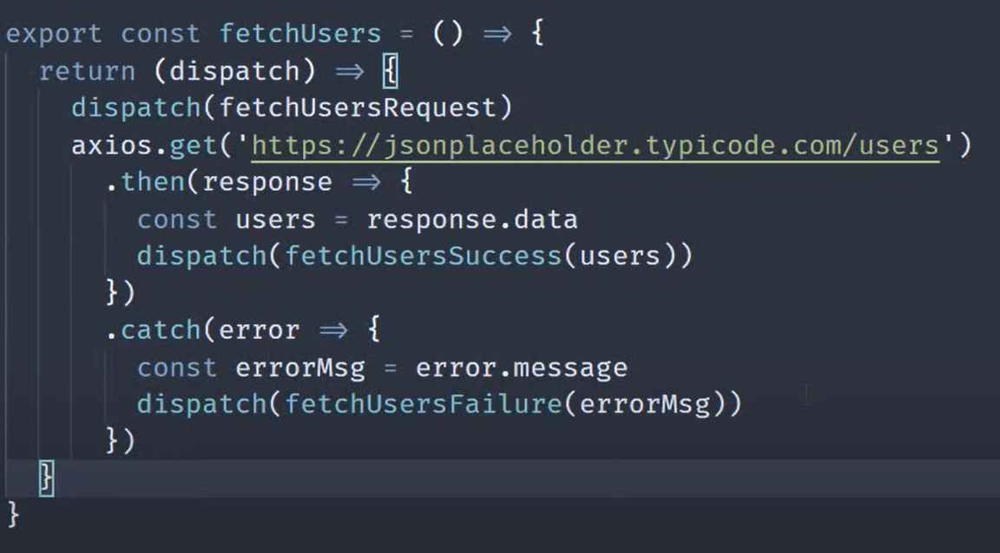 export const fetchUsers = () => {
  return (dispatch) => {
    dispatch(fetchUsersRequest)
    axios.get('https://jsonplaceholder.typicode.com/users')
      .then(response => {
        const users = response.data
        dispatch(fetchUsersSuccess(users))
      })
      .catch(error => {
        const errorMsg = error.message
        dispatch(fetchUsersFailure(errorMsg))
      })
  }
}